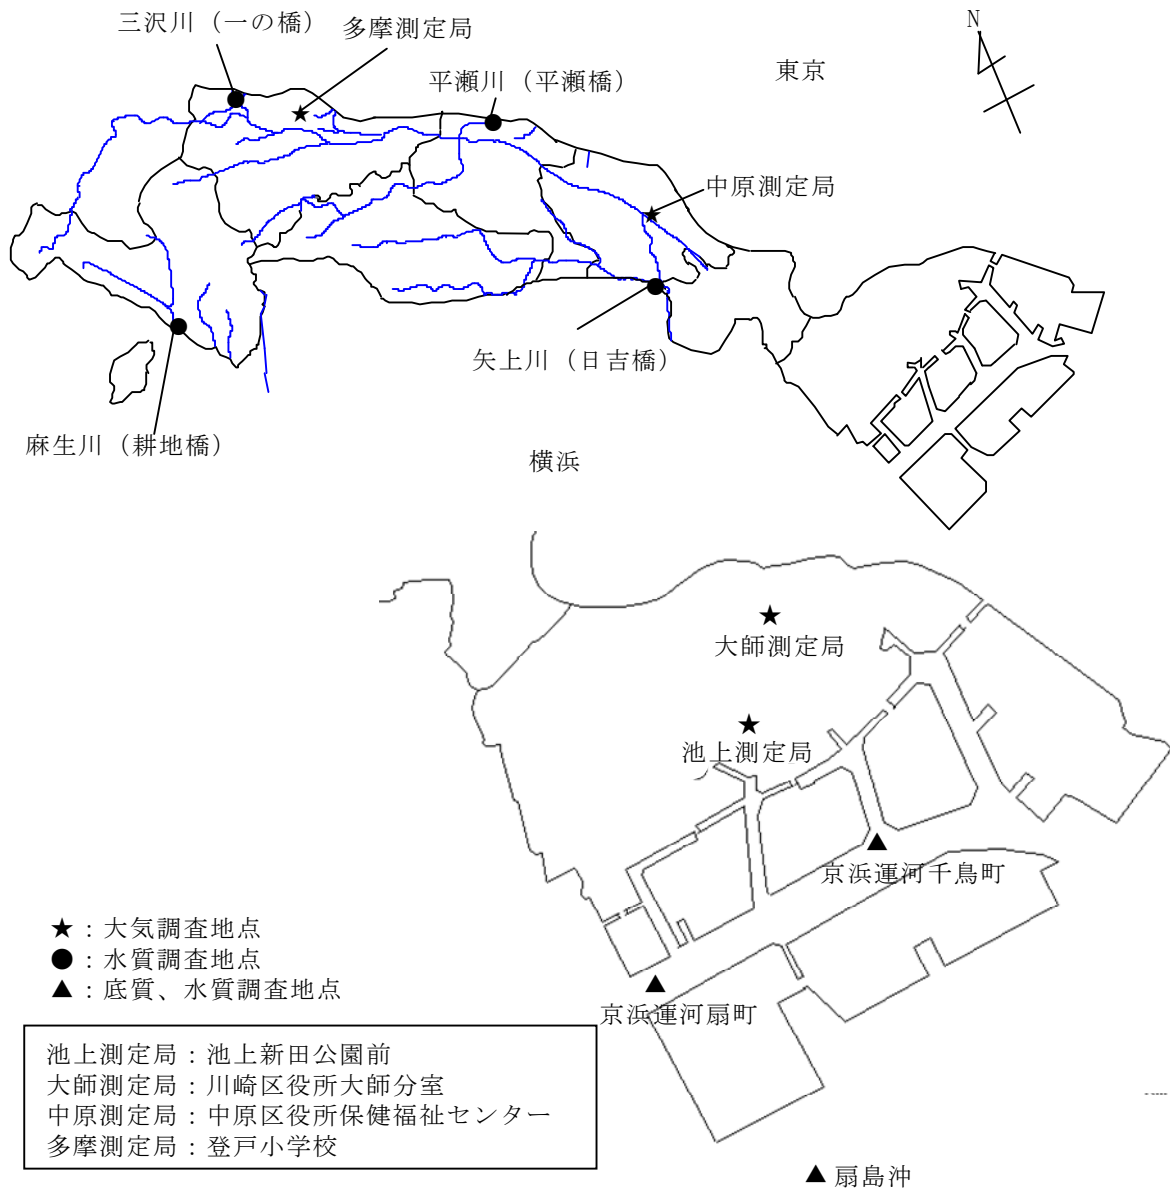 三沢川（一の橋）
多摩測定局
N
東京
平瀬川（平瀬橋）
中原測定局
矢上川（日吉橋）
麻生川（耕地橋）
横浜
大師測定局
池上測定局
京浜運河千鳥町
★：大気調査地点
●：水質調査地点
▲：底質、水質調査地点
京浜運河扇町
池上測定局：池上新田公園前
大師測定局：川崎区役所大師分室
中原測定局：中原区役所保健福祉センター
多摩測定局：登戸小学校
▲扇島沖